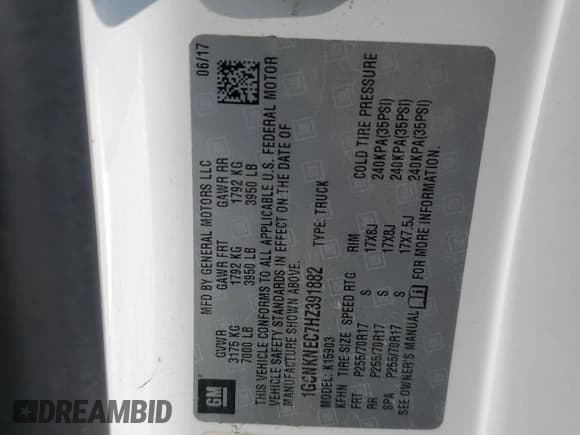 GM
MFD BY GENERAL MOTORS LLC 06/17
GVWR GAWR FRT GAWR RR
3175 KG 1792 KG 1792 KG
7000 LB 3950 LB 3950 LB
THIS VEHICLE CONFORMS TO ALL APPLICABLE U.S. FEDERAL MOTOR
VEHICLE SAFETY STANDARDS IN EFFECT ON THE DATE OF
MANUFACTURE SHOWN ABOVE.
1GCNKNEC7HZ391882 TYPE: TRUCK
MODEL: K15903
KFHN TIRE SIZE SPEED RTG RIM COLD TIRE PRESSURE
FRT P255/70R17 S 17X8J 240KPA(35PSI)
RR P255/70R17 S 17X8J 240KPA(35PSI)
SPA P255/70R17 S 17X7.5J 240KPA(35PSI)
SEE OWNER'S MANUAL FOR MORE INFORMATION.
DREAMBID